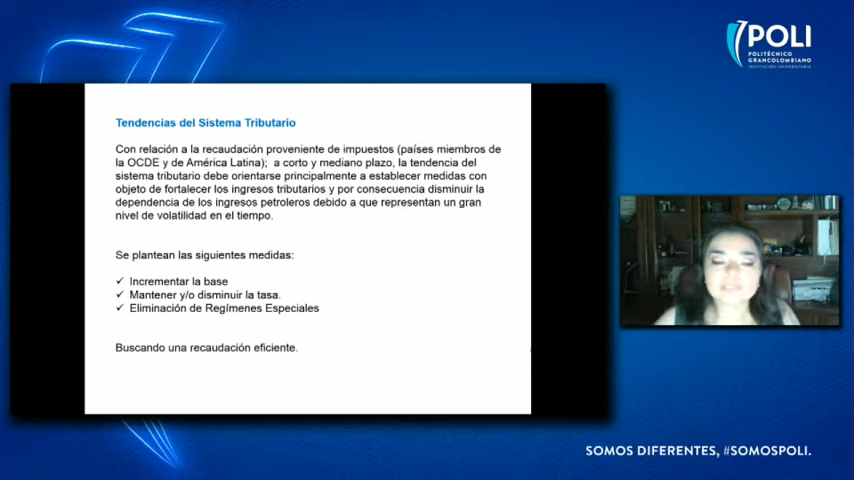 POLI
POLITÉCNICO
GRANCOLOMBIANO
INSTITUCIÓN UNIVERSITARIA
Tendencias del Sistema Tributario
Con relación a la recaudación proveniente de impuestos (países miembros de
la OCDE y de América Latina); a corto y mediano plazo, la tendencia del
sistema tributario debe orientarse principalmente a establecer medidas con
objeto de fortalecer los ingresos tributarios y por consecuencia disminuir la
dependencia de los ingresos petroleros debido a que representan un gran
nivel de volatilidad en el tiempo.
Se plantean las siguientes medidas:
✓ Incrementar la base
✓ Mantener y/o disminuir la tasa.
✓ Eliminación de Regímenes Especiales
Buscando una recaudación eficiente.
SOMOS DIFERENTES, #SOMOSPOLI.